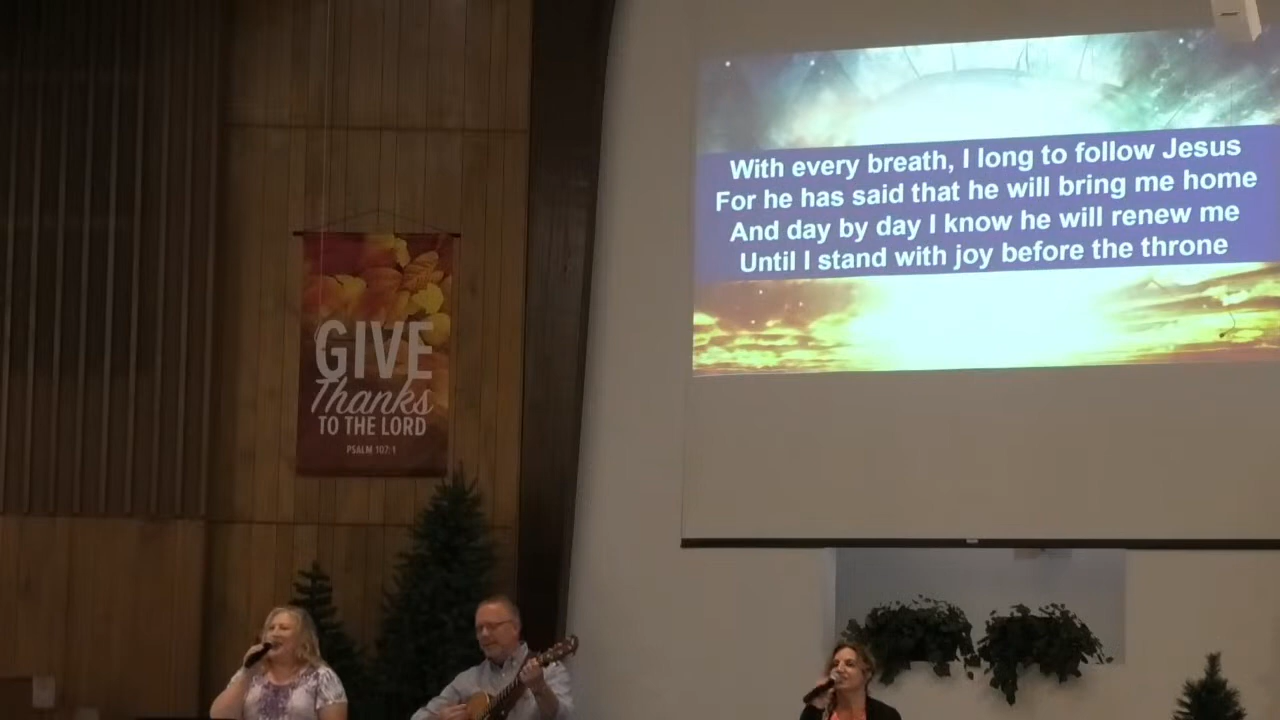 GIVE
Thanks
TO THE LORD
PSALM 107:1
With every breath, I long to follow Jesus
For he has said that he will bring me home
And day by day I know he will renew me
Until I stand with joy before the throne